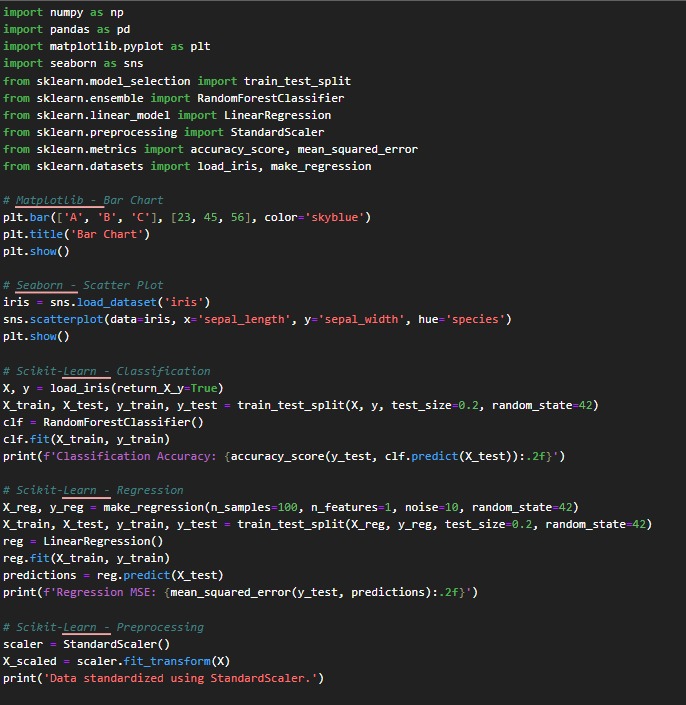 import numpy as np
import pandas as pd
import matplotlib.pyplot as plt
import seaborn as sns
from sklearn.model_selection import train_test_split
from sklearn.ensemble import RandomForestClassifier
from sklearn.linear_model import LinearRegression
from sklearn.preprocessing import StandardScaler
from sklearn.metrics import accuracy_score, mean_squared_error
from sklearn.datasets import load_iris, make_regression

# Matplotlib - Bar Chart
plt.bar(['A', 'B', 'C'], [23, 45, 56], color='skyblue')
plt.title('Bar Chart')
plt.show()

# Seaborn - Scatter Plot
iris = sns.load_dataset('iris')
sns.scatterplot(data=iris, x='sepal_length', y='sepal_width', hue='species')
plt.show()

# Scikit-Learn - Classification
X, y = load_iris(return_X_y=True)
X_train, X_test, y_train, y_test = train_test_split(X, y, test_size=0.2, random_state=42)
clf = RandomForestClassifier()
clf.fit(X_train, y_train)
print(f'Classification Accuracy: {accuracy_score(y_test, clf.predict(X_test)):.2f}')

# Scikit-Learn - Regression
X_reg, y_reg = make_regression(n_samples=100, n_features=1, noise=10, random_state=42)
X_train, X_test, y_train, y_test = train_test_split(X_reg, y_reg, test_size=0.2, random_state=42)
reg = LinearRegression()
reg.fit(X_train, y_train)
predictions = reg.predict(X_test)
print(f'Regression MSE: {mean_squared_error(y_test, predictions):.2f}')

# Scikit-Learn - Preprocessing
scaler = StandardScaler()
X_scaled = scaler.fit_transform(X)
print('Data standardized using StandardScaler.')